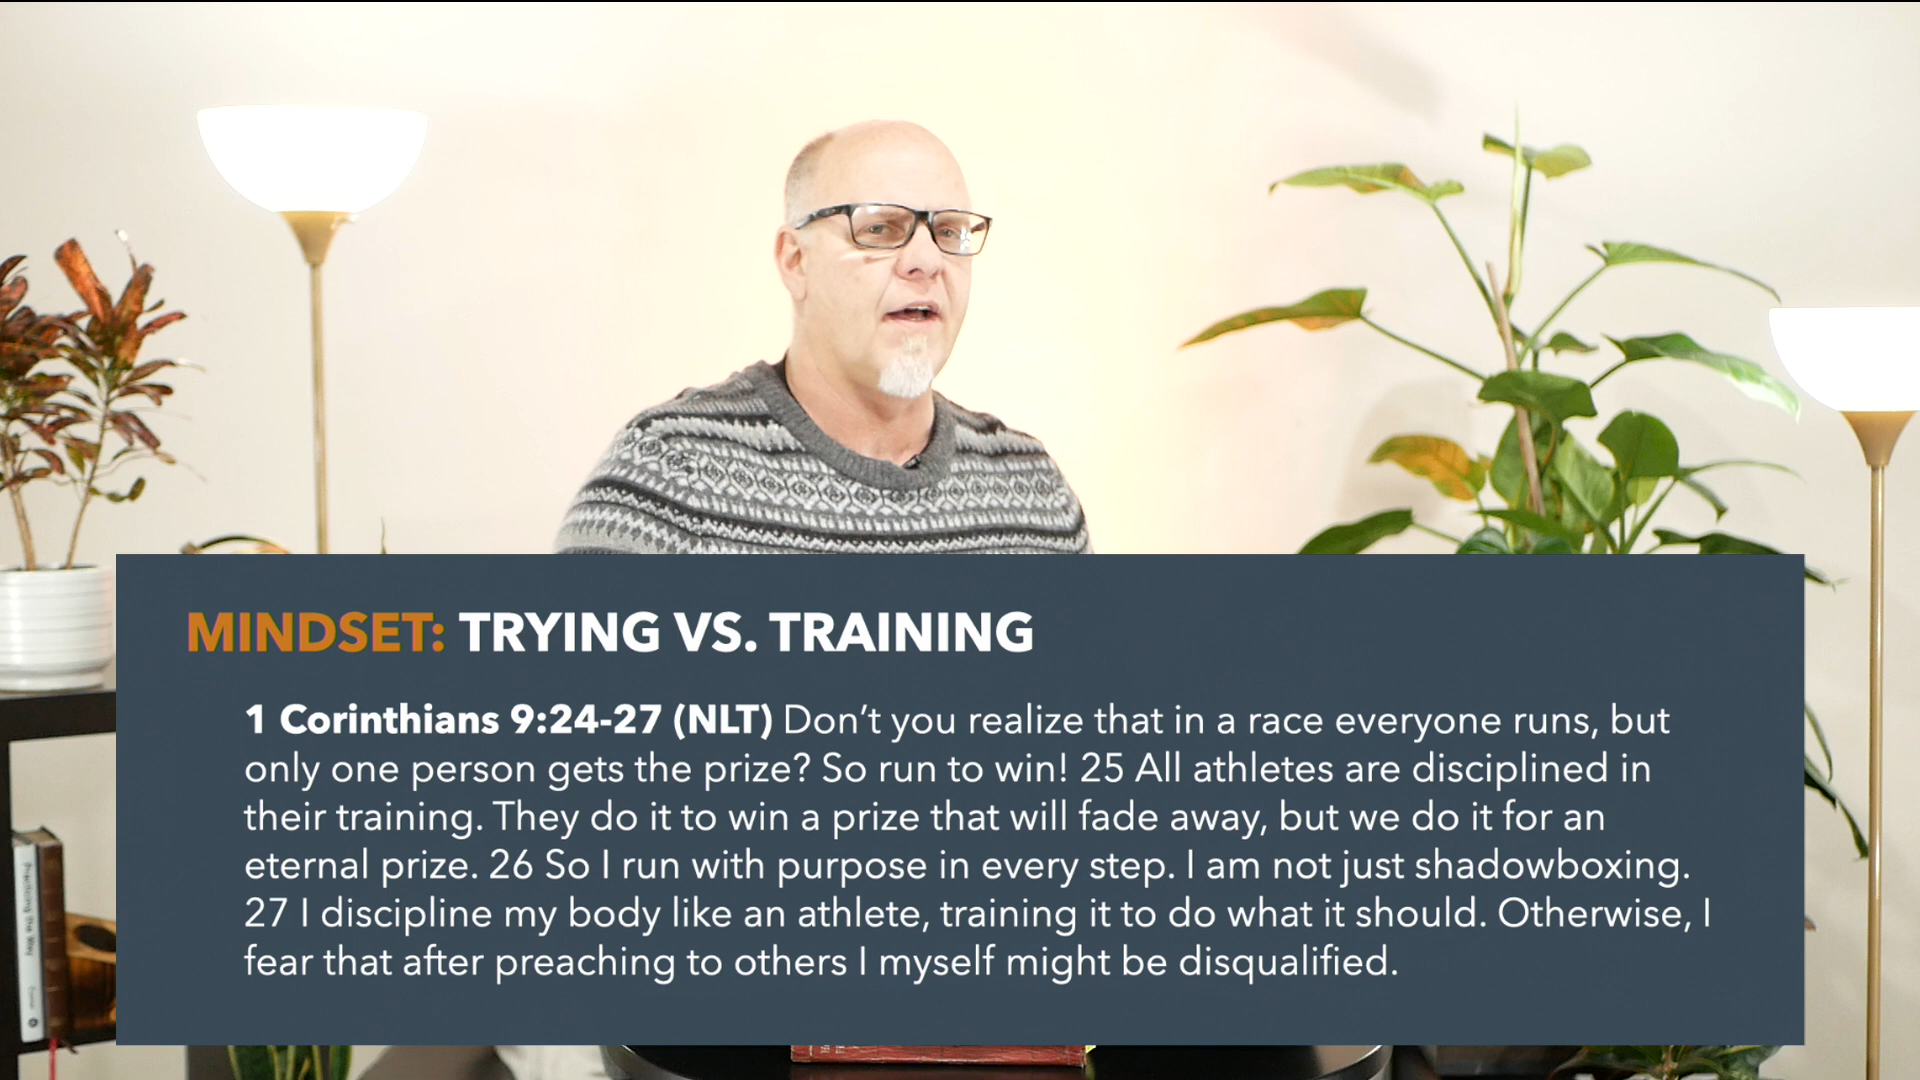 MINDSET: TRYING VS. TRAINING
1 Corinthians 9:24-27 (NLT) Don’t you realize that in a race everyone runs, but
only one person gets the prize? So run to win! 25 All athletes are disciplined in
their training. They do it to win a prize that will fade away, but we do it for an
eternal prize. 26 So I run with purpose in every step. I am not just shadowboxing.
27 I discipline my body like an athlete, training it to do what it should. Otherwise, I
fear that after preaching to others I myself might be disqualified.
Practicing the Way